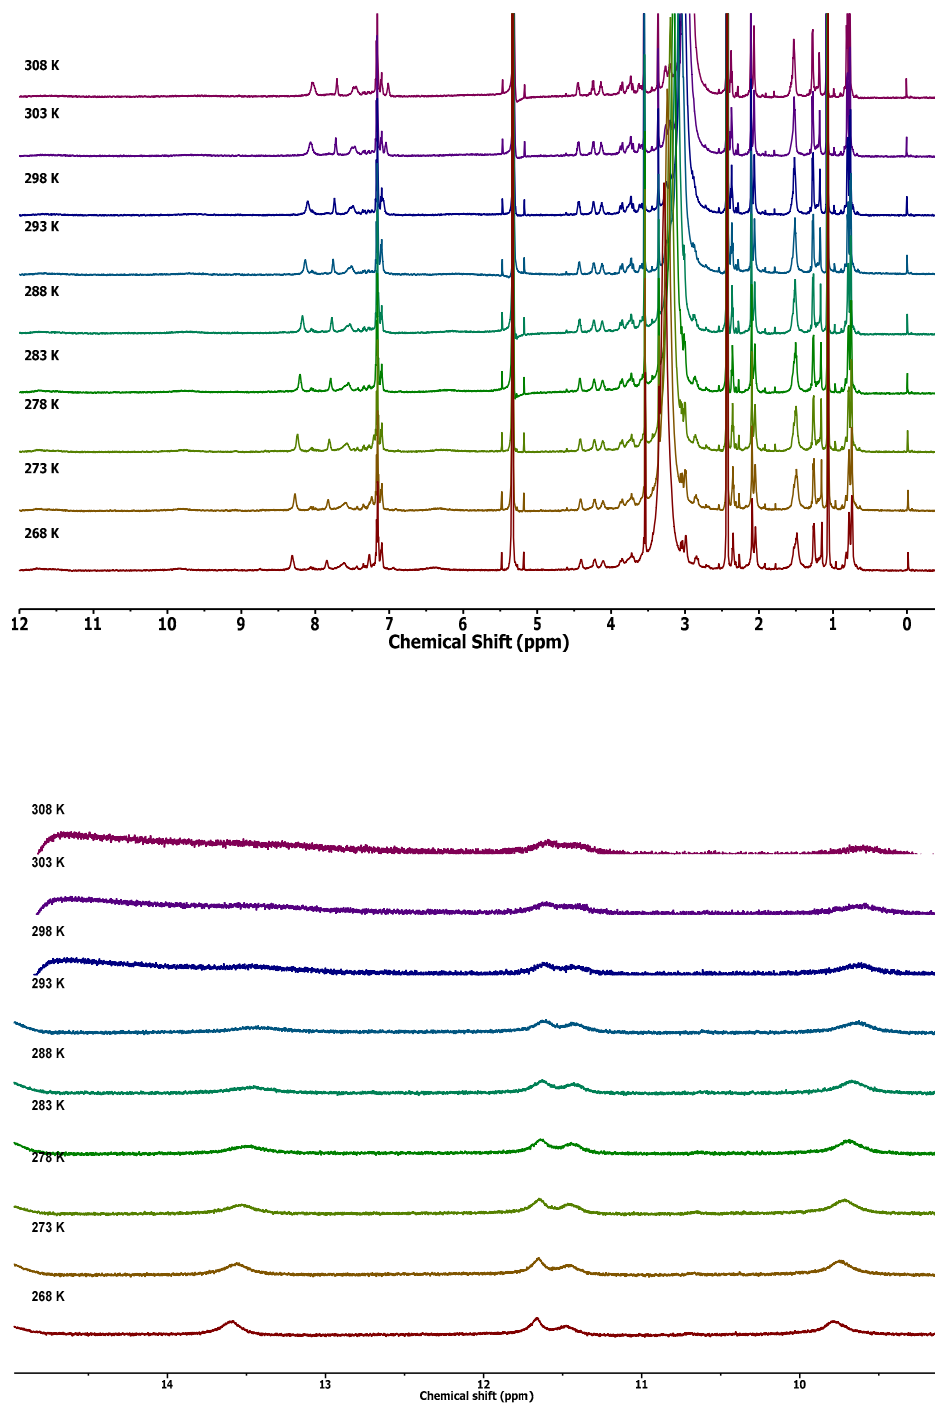 308 K
303 K
298 K
293 K
288 K
283 K
278 K
273 K
268 K
12 11 10 9 8 7 6 5 4 3 2 1 0
Chemical Shift (ppm)
308 K
303 K
298 K
293 K
288 K
283 K
278 K
273 K
268 K
14 13 12 11 10
Chemical shift (ppm)